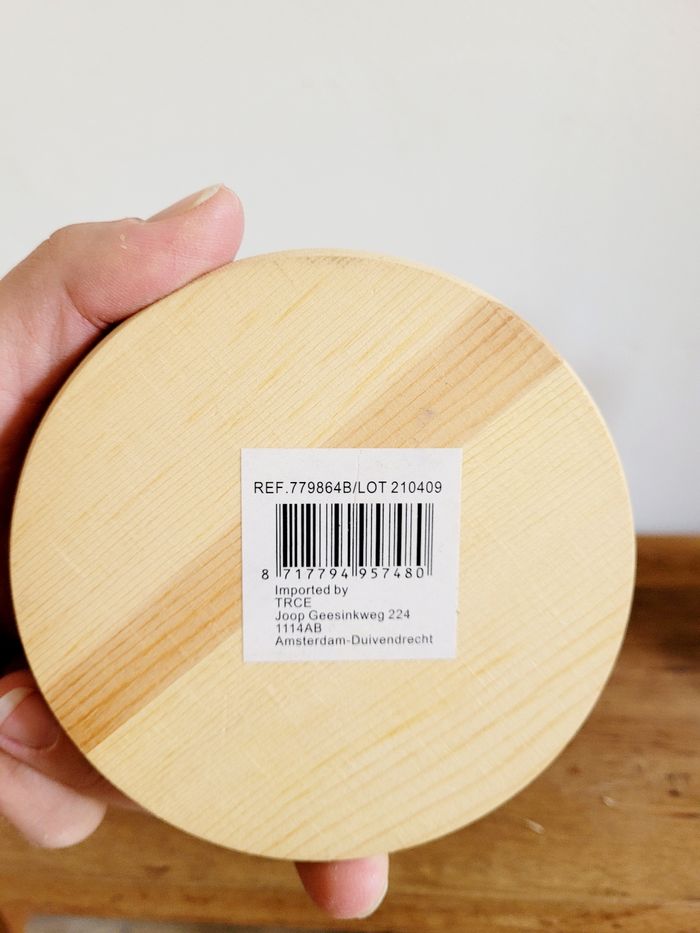 REF.779864B/LOT 210409
8 717794 957480
Imported by
TRCE
Joop Geesinkweg 224
1114AB
Amsterdam-Duivendrecht